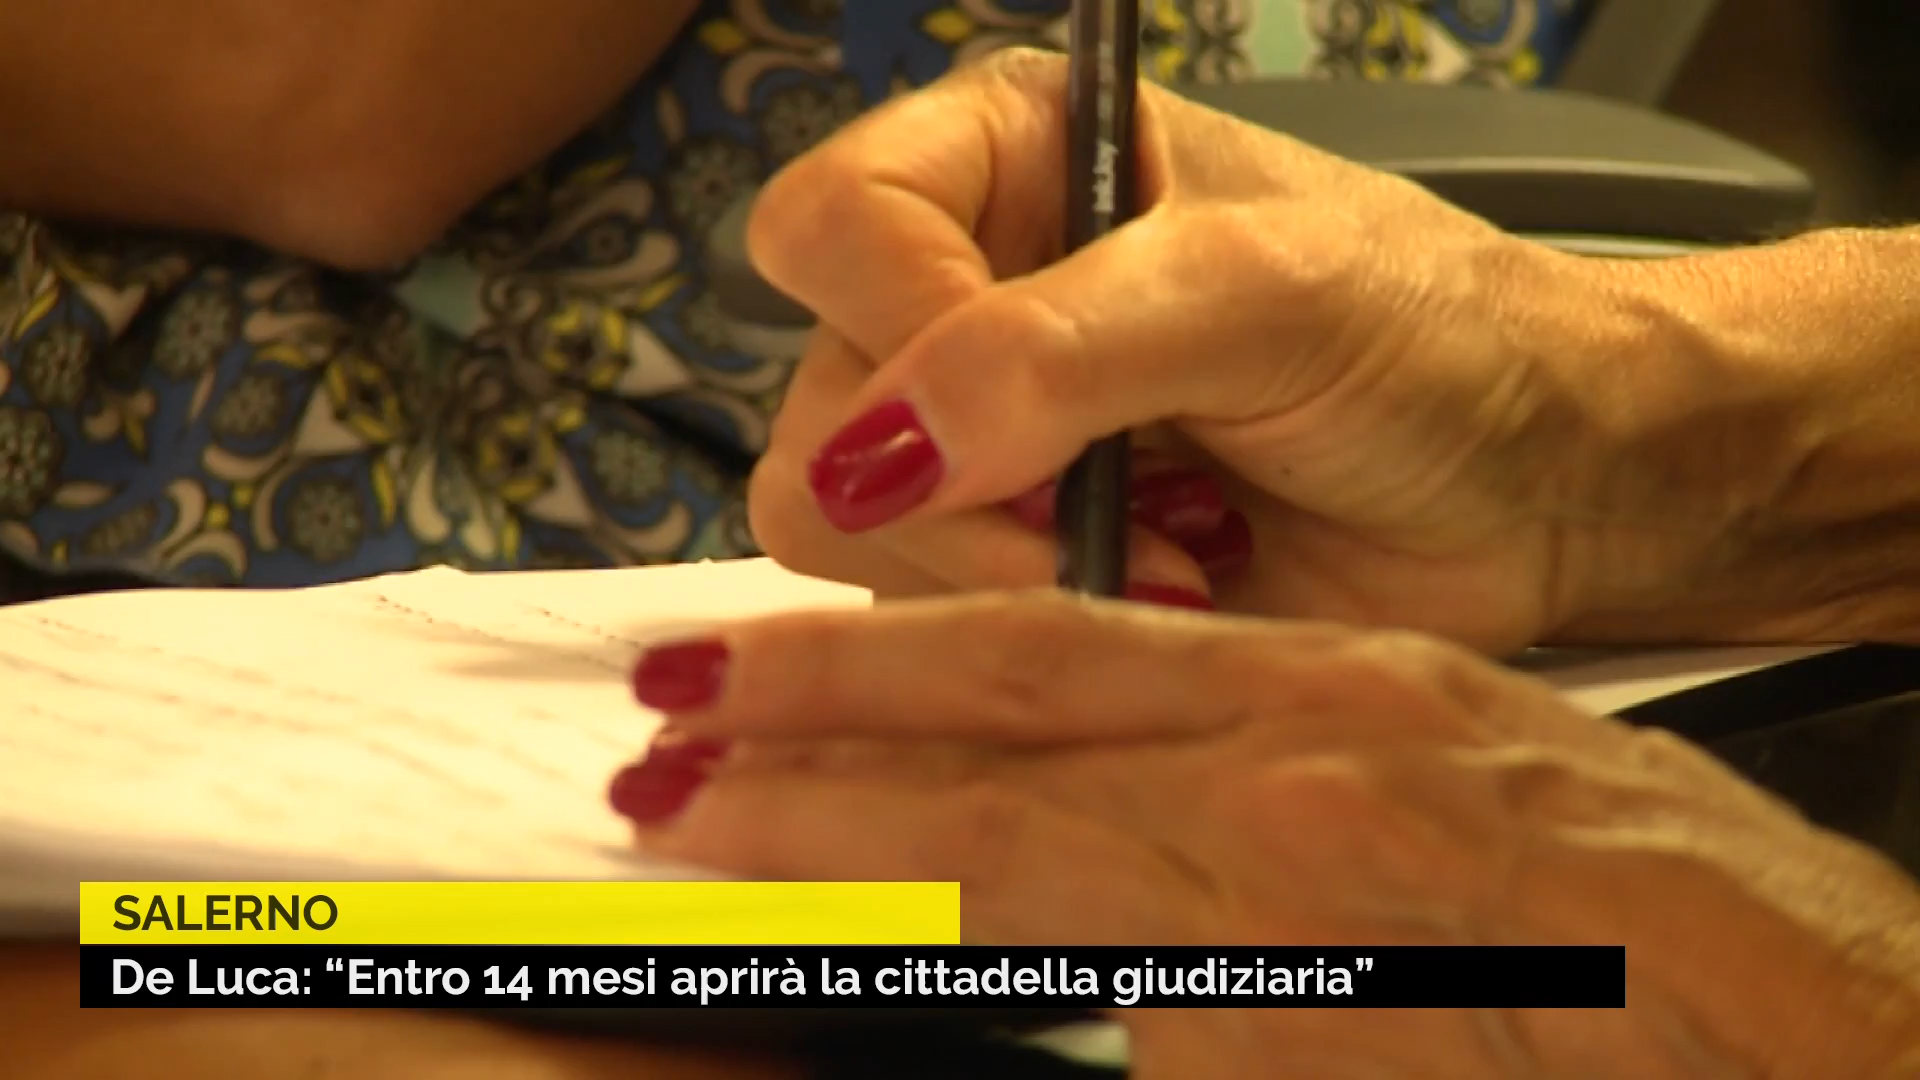 SALERNO
De Luca: “Entro 14 mesi aprirà la cittadella giudiziaria”